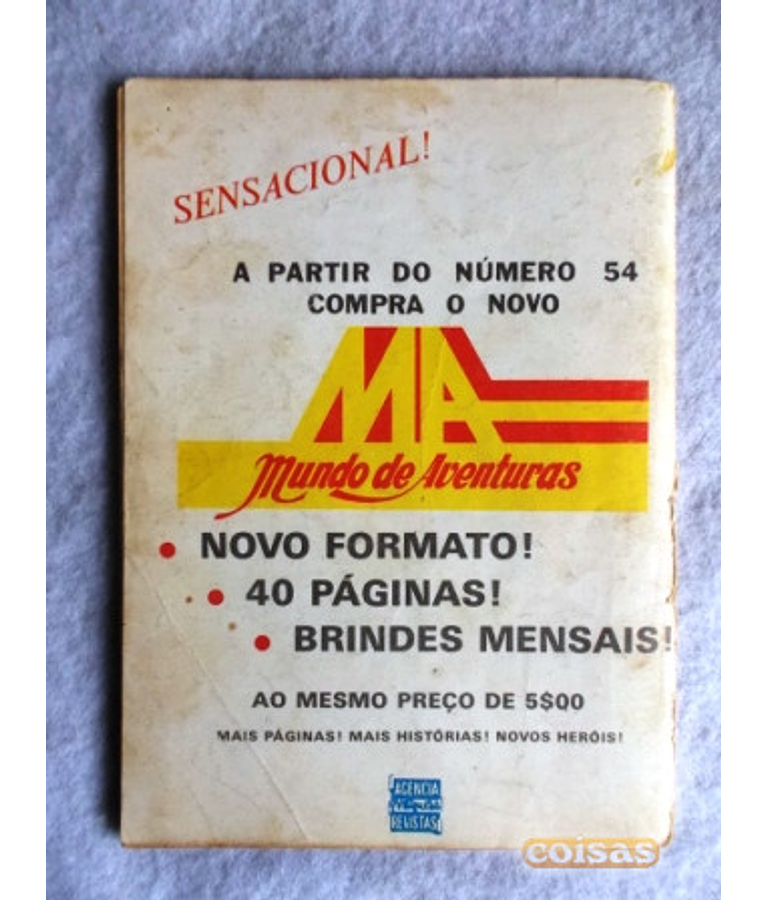 SENSACIONAL!
A PARTIR DO NÚMERO 54
COMPRA O NOVO
MA
Mundo de Aventuras
• NOVO FORMATO!
• 40 PÁGINAS!
• BRINDES MENSAIS!
AO MESMO PREÇO DE 5$00
MAIS PÁGINAS! MAIS HISTÓRIAS! NOVOS HERÓIS!
AGÊNCIA
REVISTAS
coisas